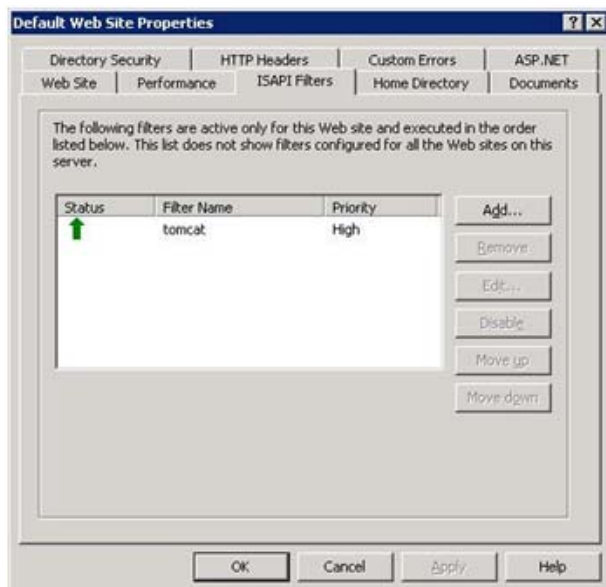 Default Web Site Properties
Directory Security HTTP Headers Custom Errors ASP.NET
Web Site Performance ISAPI Filters Home Directory Documents
The following filters are active only for this Web site and executed in the order
listed below. This list does not show filters configured for all the Web sites on this
server.
Status Filter Name Priority
tomcat High
Add...
Remove
Edit...
Disable
Move up
Move down
OK Cancel Apply Help